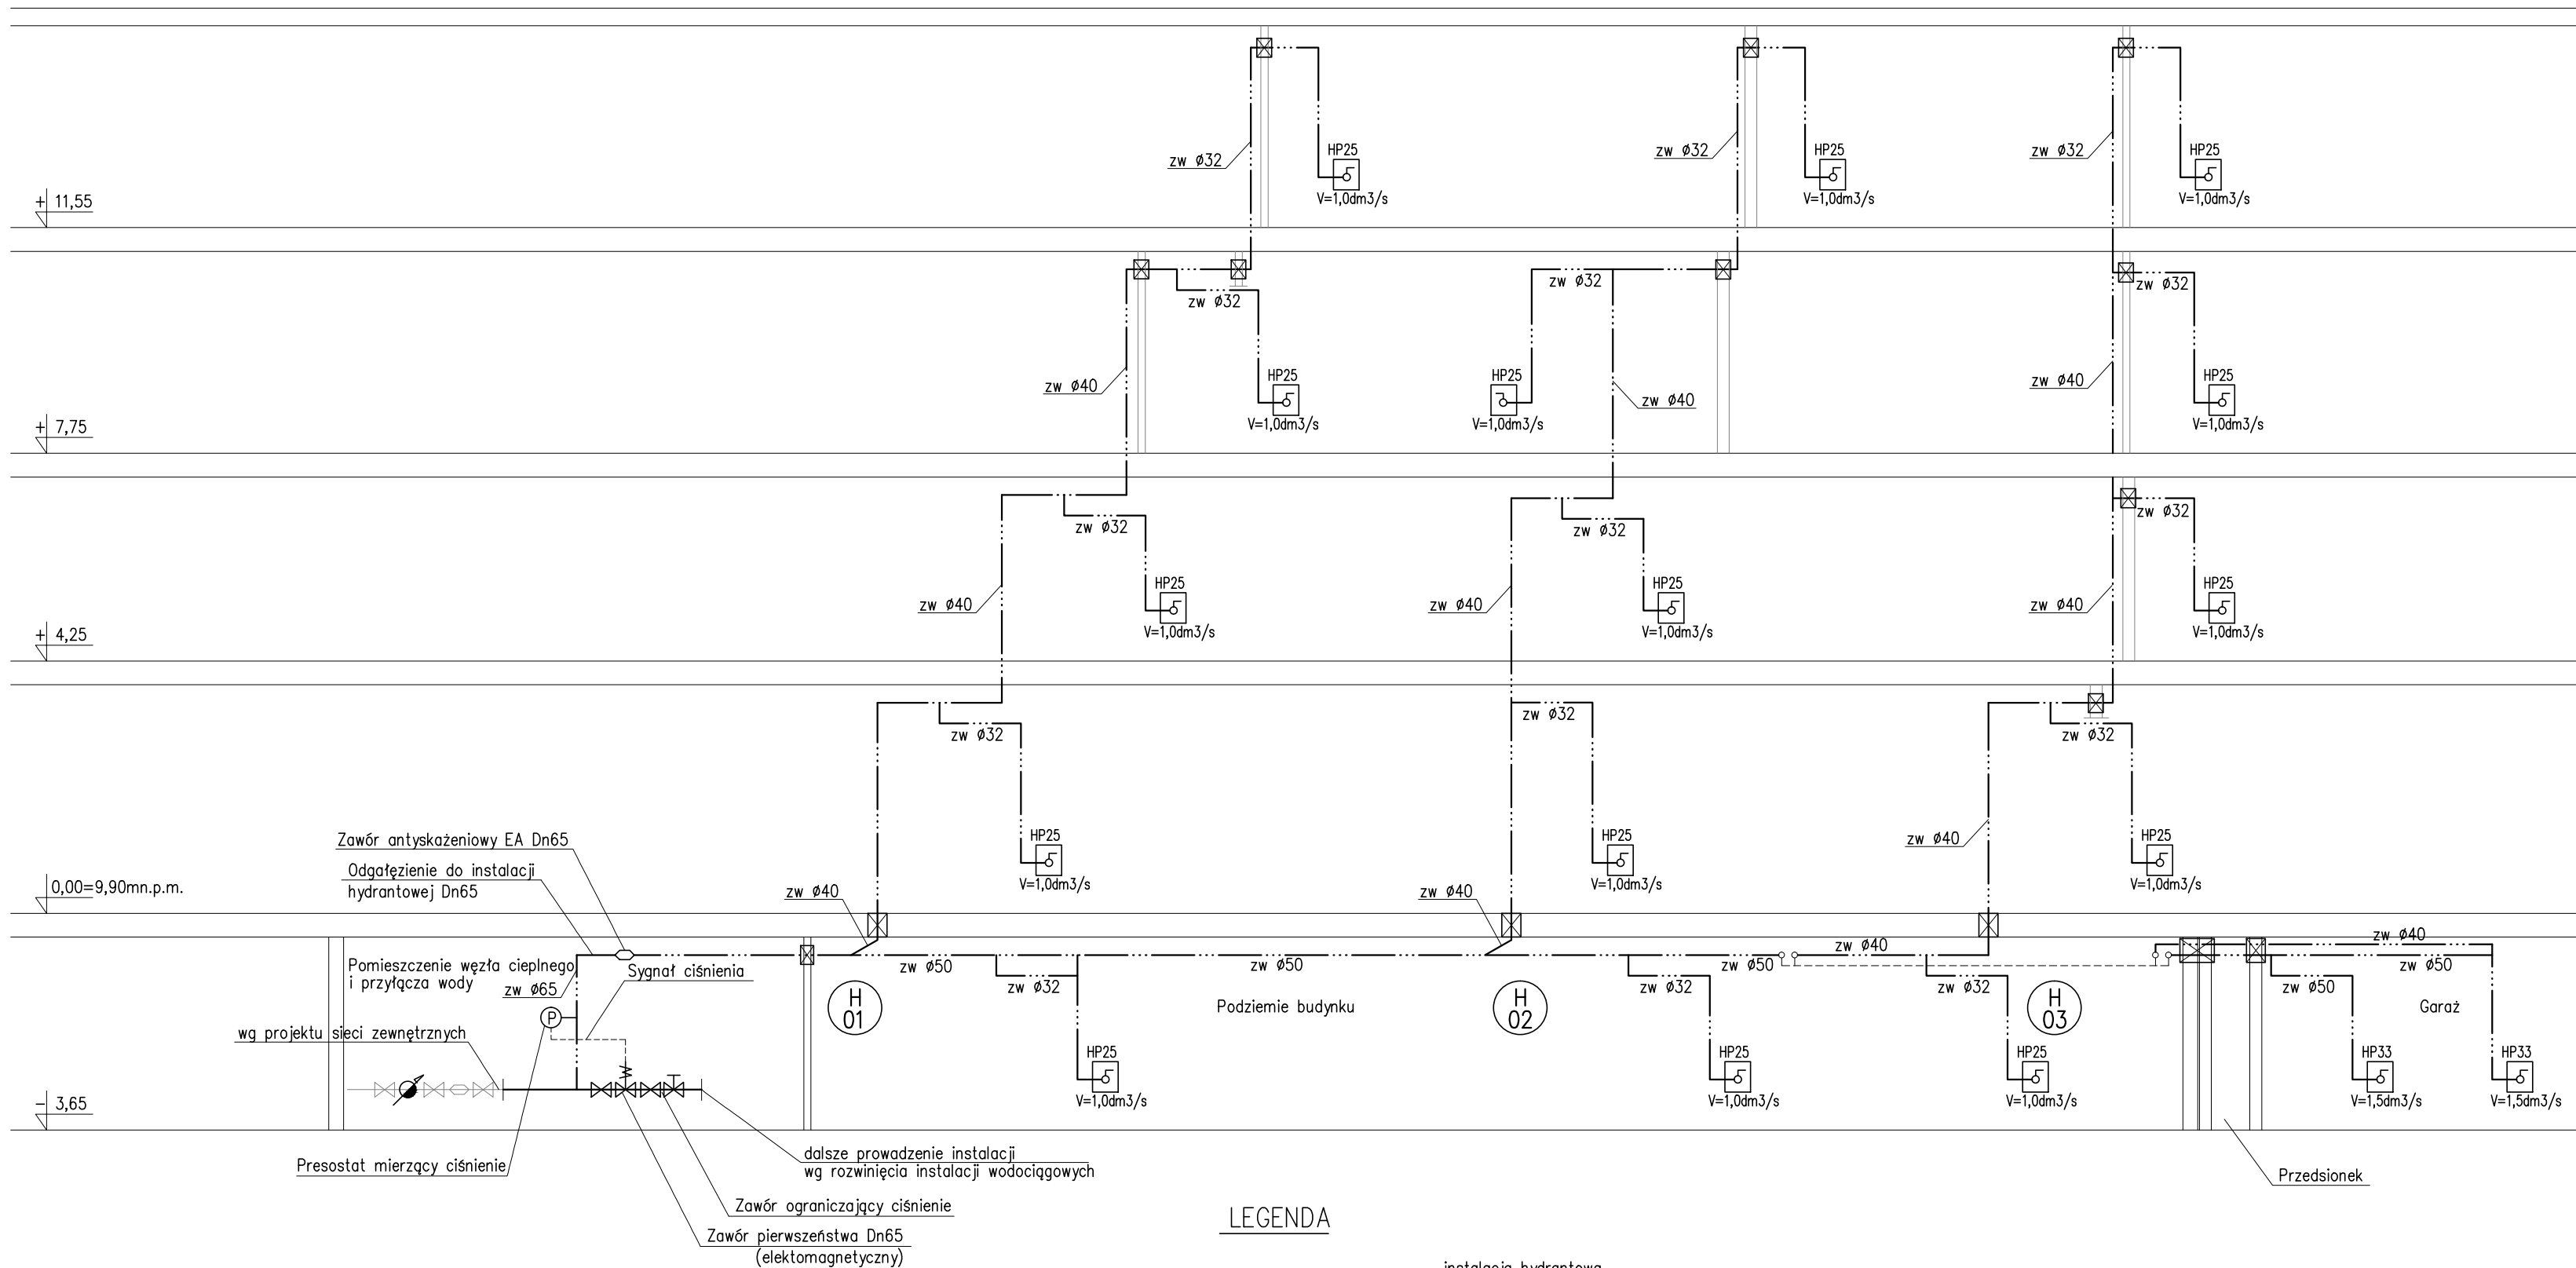 HP25
HP25
HP25
zw ø32
zw ø32
zw ø32
V=1,0dm3/s
V=1,0dm3/s
V=1,0dm3/s
+ 11,55
zw ø32
zw ø32
zw ø32
HP25
HP25
HP25
zw ø40
zw ø40
zw ø40
V=1,0dm3/s
V=1,0dm3/s
V=1,0dm3/s
+ 7,75
zw ø32
zw ø32
zw ø32
HP25
HP25
HP25
zw ø40
zw ø40
zw ø40
V=1,0dm3/s
V=1,0dm3/s
V=1,0dm3/s
+ 4,25
zw ø32
zw ø32
zw ø32
HP25
HP25
HP25
zw ø40
V=1,0dm3/s
V=1,0dm3/s
V=1,0dm3/s
Zawór antyskażeniowy EA Dn65
Odgałęzienie do instalacji
hydrantowej Dn65
0,00=9,90mn.p.m.
zw ø40
zw ø40
Pomieszczenie węzła cieplnego
i przyłącza wody
zw ø65
Sygnał ciśnienia
zw ø50
zw ø50
zw ø50
zw ø40
zw ø40
zw ø50
zw ø32
zw ø32
zw ø32
zw ø50
H
01
Podziemie budynku
H
02
H
03
Garaż
P
wg projektu sieci zewnętrznych
HP25
HP25
HP25
HP33
HP33
V=1,0dm3/s
V=1,0dm3/s
V=1,0dm3/s
V=1,5dm3/s
V=1,5dm3/s
- 3,65
Presostat mierzący ciśnienie
dalsze prowadzenie instalacji
wg rozwinięcia instalacji wodociągowych
Przedsionek
Zawór ograniczający ciśnienie
Zawór pierwszeństwa Dn65
(elektomagnetyczny)
LEGENDA
instalacja hydrantowa